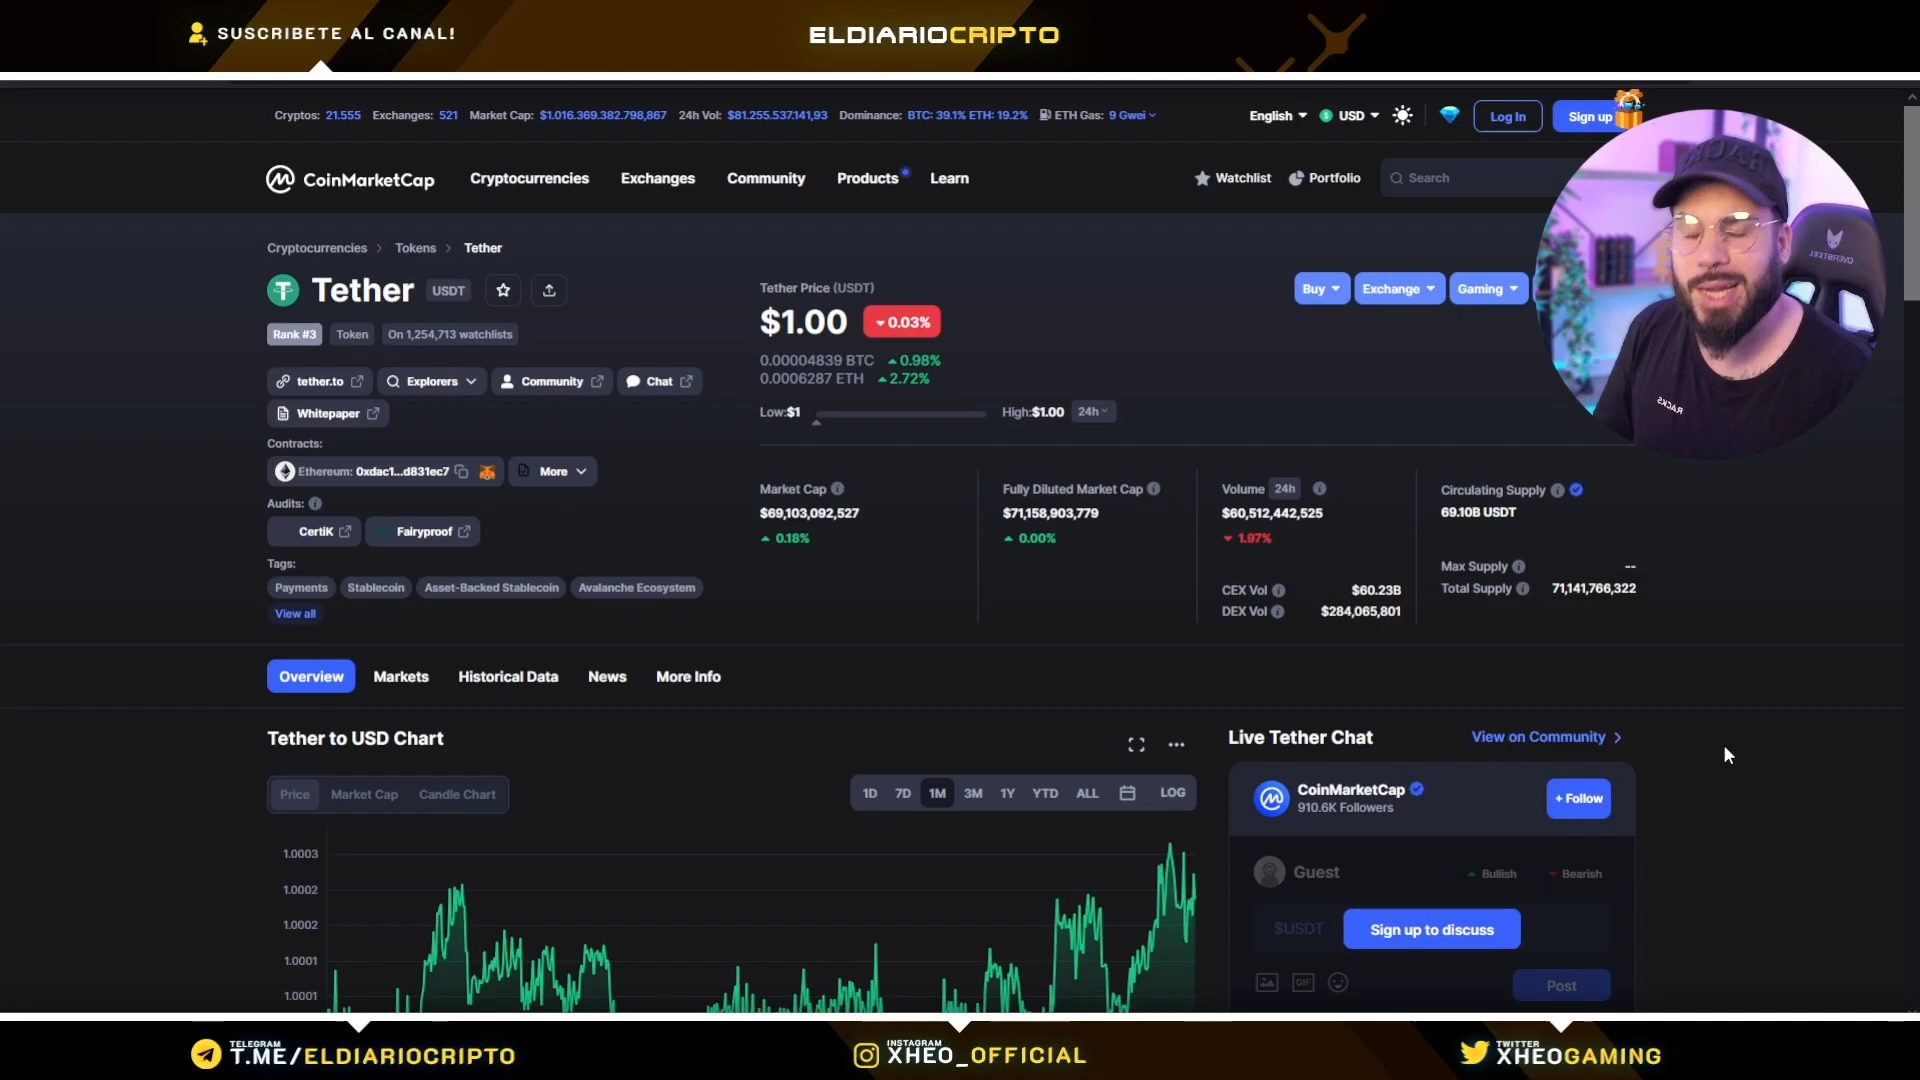 SUSCRIBETE AL CANAL!
ELDIARIOCRIPTO
Cryptos: 21.555 Exchanges: 521 Market Cap: $1.016.369.382.798,867 24h Vol: $81.255.537.141,93 Dominance: BTC: 39.1% ETH: 19.2% ETH Gas: 9 Gwei
English USD Log In Sign up
CoinMarketCap Cryptocurrencies Exchanges Community Products Learn
Watchlist Portfolio Search
Cryptocurrencies > Tokens > Tether
Tether USDT
Rank #3 Token On 1,254,713 watchlists
tether.to Explorers Community Chat
Whitepaper
Contracts:
Ethereum: 0xdac1...d831ec7 More
Audits:
CertiK Fairyproof
Tags:
Payments Stablecoin Asset-Backed Stablecoin Avalanche Ecosystem
View all
Tether Price (USDT)
$1.00 0.03%
0.00004839 BTC 0.98%
0.0006287 ETH 2.72%
Low:$1 High:$1.00 24h
Buy Exchange Gaming
Market Cap
$69,103,092,527
0.18%
Fully Diluted Market Cap
$71,158,903,779
0.00%
Volume 24h
$60,512,442,525
1.97%
CEX Vol $60.23B
DEX Vol $284,065,801
Circulating Supply
69.10B USDT
Max Supply --
Total Supply 71,141,766,322
Overview Markets Historical Data News More Info
Tether to USD Chart
Price Market Cap Candle Chart
1D 7D 1M 3M 1Y YTD ALL LOG
1.0003
1.0002
1.0002
1.0001
1.0001
Live Tether Chat View on Community >
CoinMarketCap
910.6K Followers
+ Follow
Guest Bullish Bearish
$USDT Sign up to discuss
GIF Post
TELEGRAM
T.ME/ELDIARIOCRIPTO
INSTAGRAM
XHEO_OFFICIAL
TWITTER
XHEOGAMING